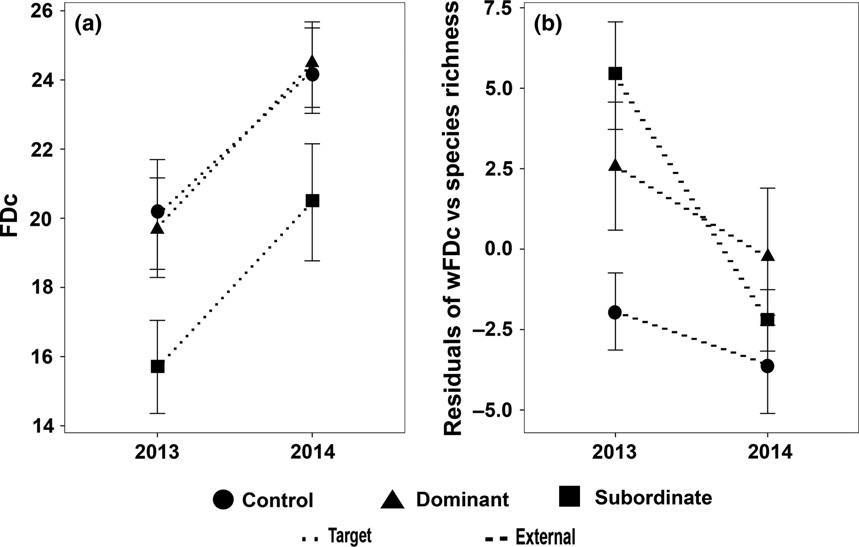 (a)
FDc
26
24
22
20
18
16
14
2013 2014
(b)
Residuals of wFDc vs species richness
7.5
5.0
2.5
0.0
−2.5
−5.0
2013 2014
Control Dominant Subordinate
Target External